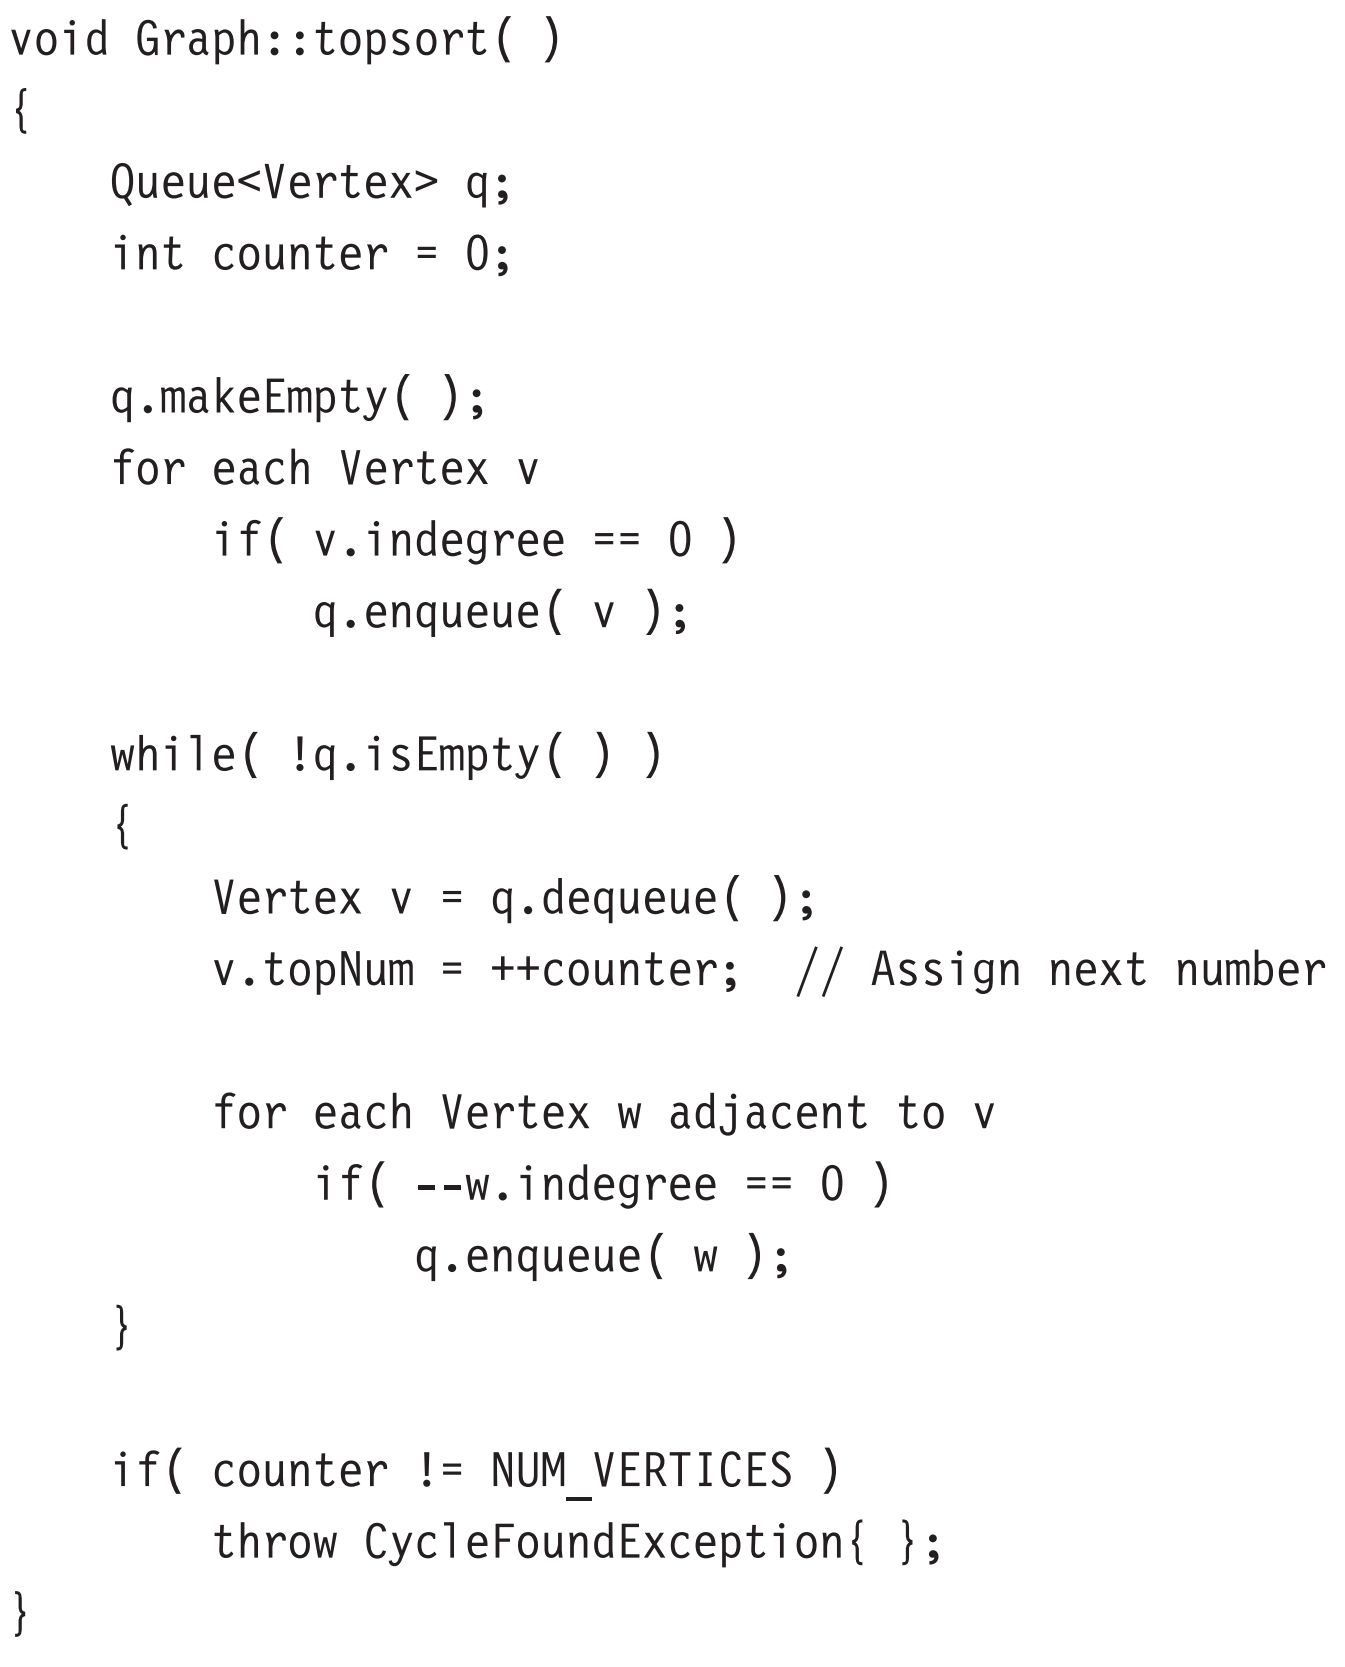 void Graph::topsort( )
{
    Queue<Vertex> q;
    int counter = 0;

    q.makeEmpty( );
    for each Vertex v
        if( v.indegree == 0 )
            q.enqueue( v );

    while( !q.isEmpty( ) )
    {
        Vertex v = q.dequeue( );
        v.topNum = ++counter;  // Assign next number

        for each Vertex w adjacent to v
            if( --w.indegree == 0 )
                q.enqueue( w );
    }

    if( counter != NUM_VERTICES )
        throw CycleFoundException{ };
}